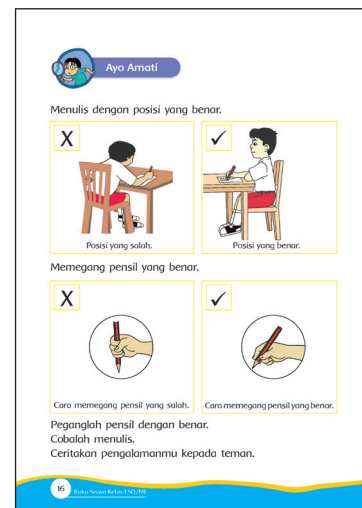 Ayo Amati
Menulis dengan posisi yang benar.
X
Posisi yang salah.
Posisi yang benar.
Memegang pensil yang benar.
X
Cara memegang pensil yang salah.
Cara memegang pensil yang benar.
Peganglah pensil dengan benar.
Cobalah menulis.
Ceritakan pengalamanmu kepada teman.
16
Buku Siswa Kelas I SD/MI